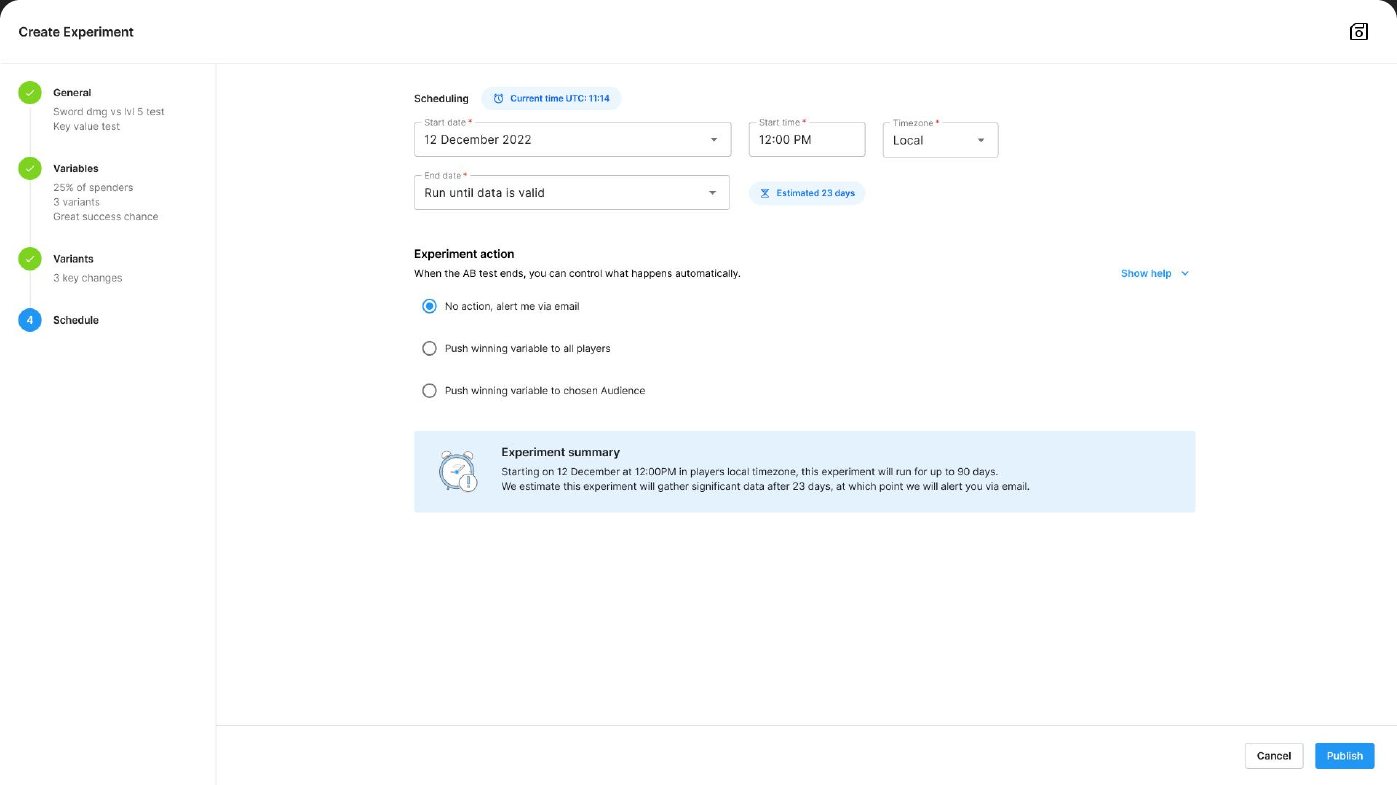 Create Experiment
General
Sword dmg vs lvl 5 test
Key value test
Variables
25% of spenders
3 variants
Great success chance
Variants
3 key changes
4 Schedule
Scheduling Current time UTC: 11:14
Start date * Start time * Timezone *
12 December 2022 12:00 PM Local
End date *
Run until data is valid Estimated 23 days
Experiment action
When the AB test ends, you can control what happens automatically. Show help
No action, alert me via email
Push winning variable to all players
Push winning variable to chosen Audience
Experiment summary
Starting on 12 December at 12:00PM in players local timezone, this experiment will run for up to 90 days.
We estimate this experiment will gather significant data after 23 days, at which point we will alert you via email.
Cancel Publish